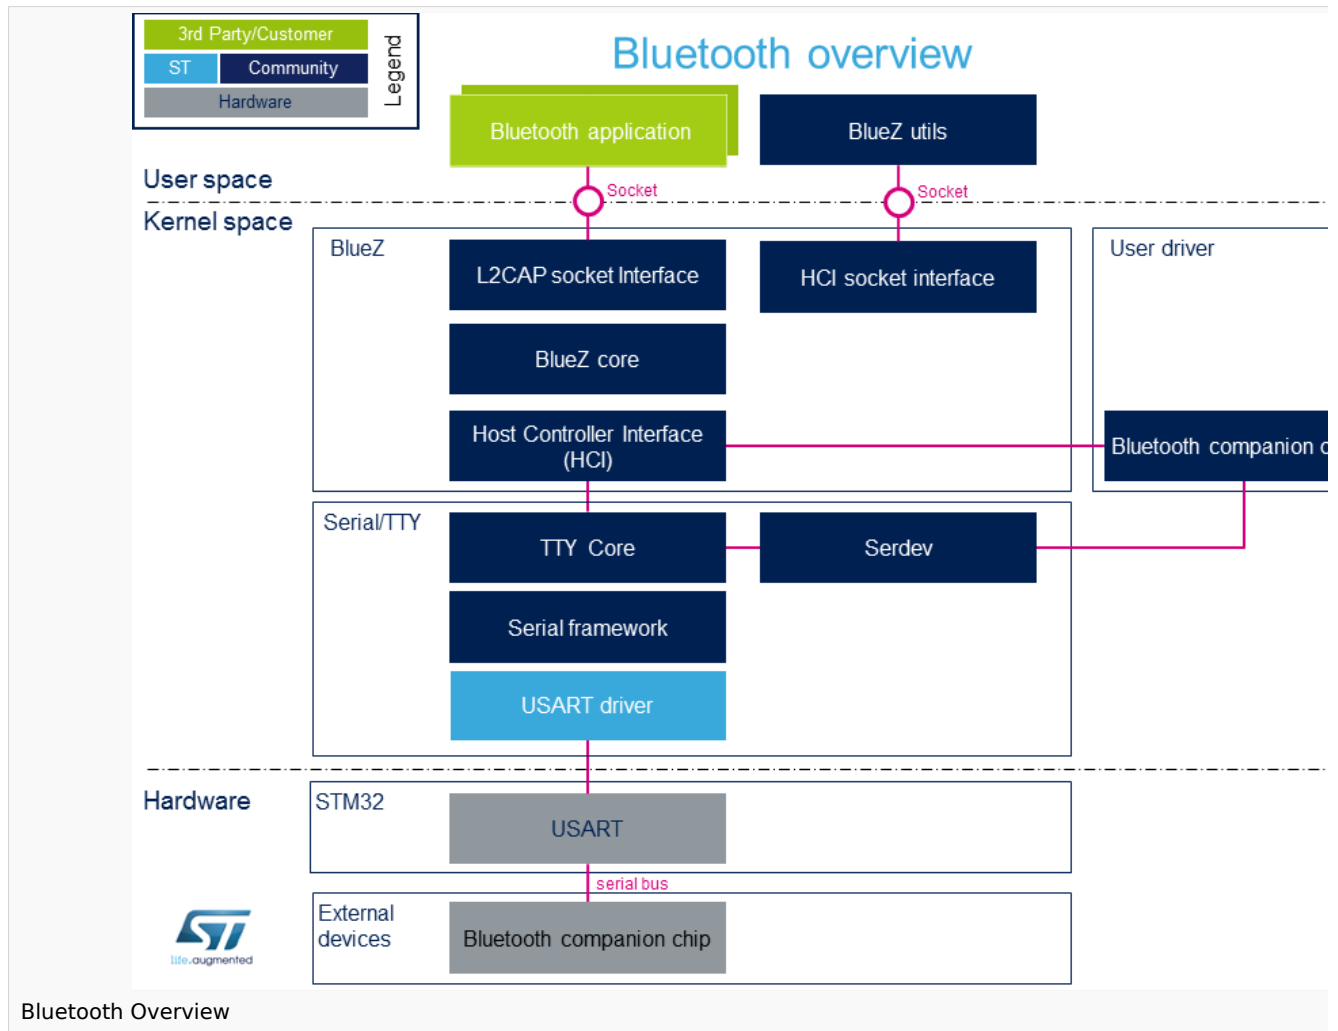 3rd Party/Customer
ST
Community
Hardware
Legend
Bluetooth overview
Bluetooth application
BlueZ utils
User space
Socket
Socket
Kernel space
BlueZ
L2CAP socket Interface
HCI socket interface
User driver
BlueZ core
Host Controller Interface
(HCI)
Bluetooth companion
Serial/TTY
TTY Core
Serdev
Serial framework
USART driver
Hardware
STM32
USART
serial bus
External
devices
Bluetooth companion chip
ST
life.augmented
Bluetooth Overview